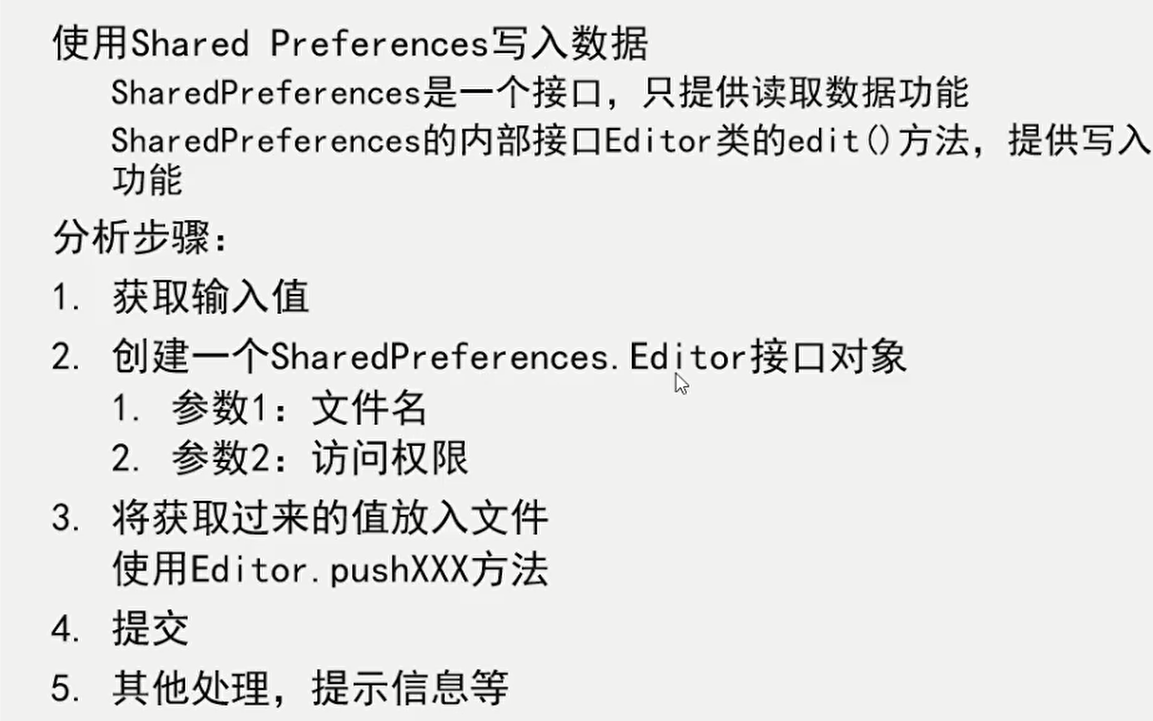 使用Shared Preferences写入数据
SharedPreferences是一个接口，只提供读取数据功能
SharedPreferences的内部接口Editor类的edit()方法，提供写入
功能
分析步骤：
1. 获取输入值
2. 创建一个SharedPreferences.Editor接口对象
1. 参数1：文件名
2. 参数2：访问权限
3. 将获取过来的值放入文件
使用Editor.pushXXX方法
4. 提交
5. 其他处理，提示信息等